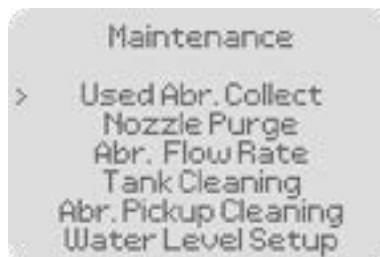 Maintenance
> Used Abr. Collect
Nozzle Purge
Abr. Flow Rate
Tank Cleaning
Abr. Pickup Cleaning
Water Level Setup